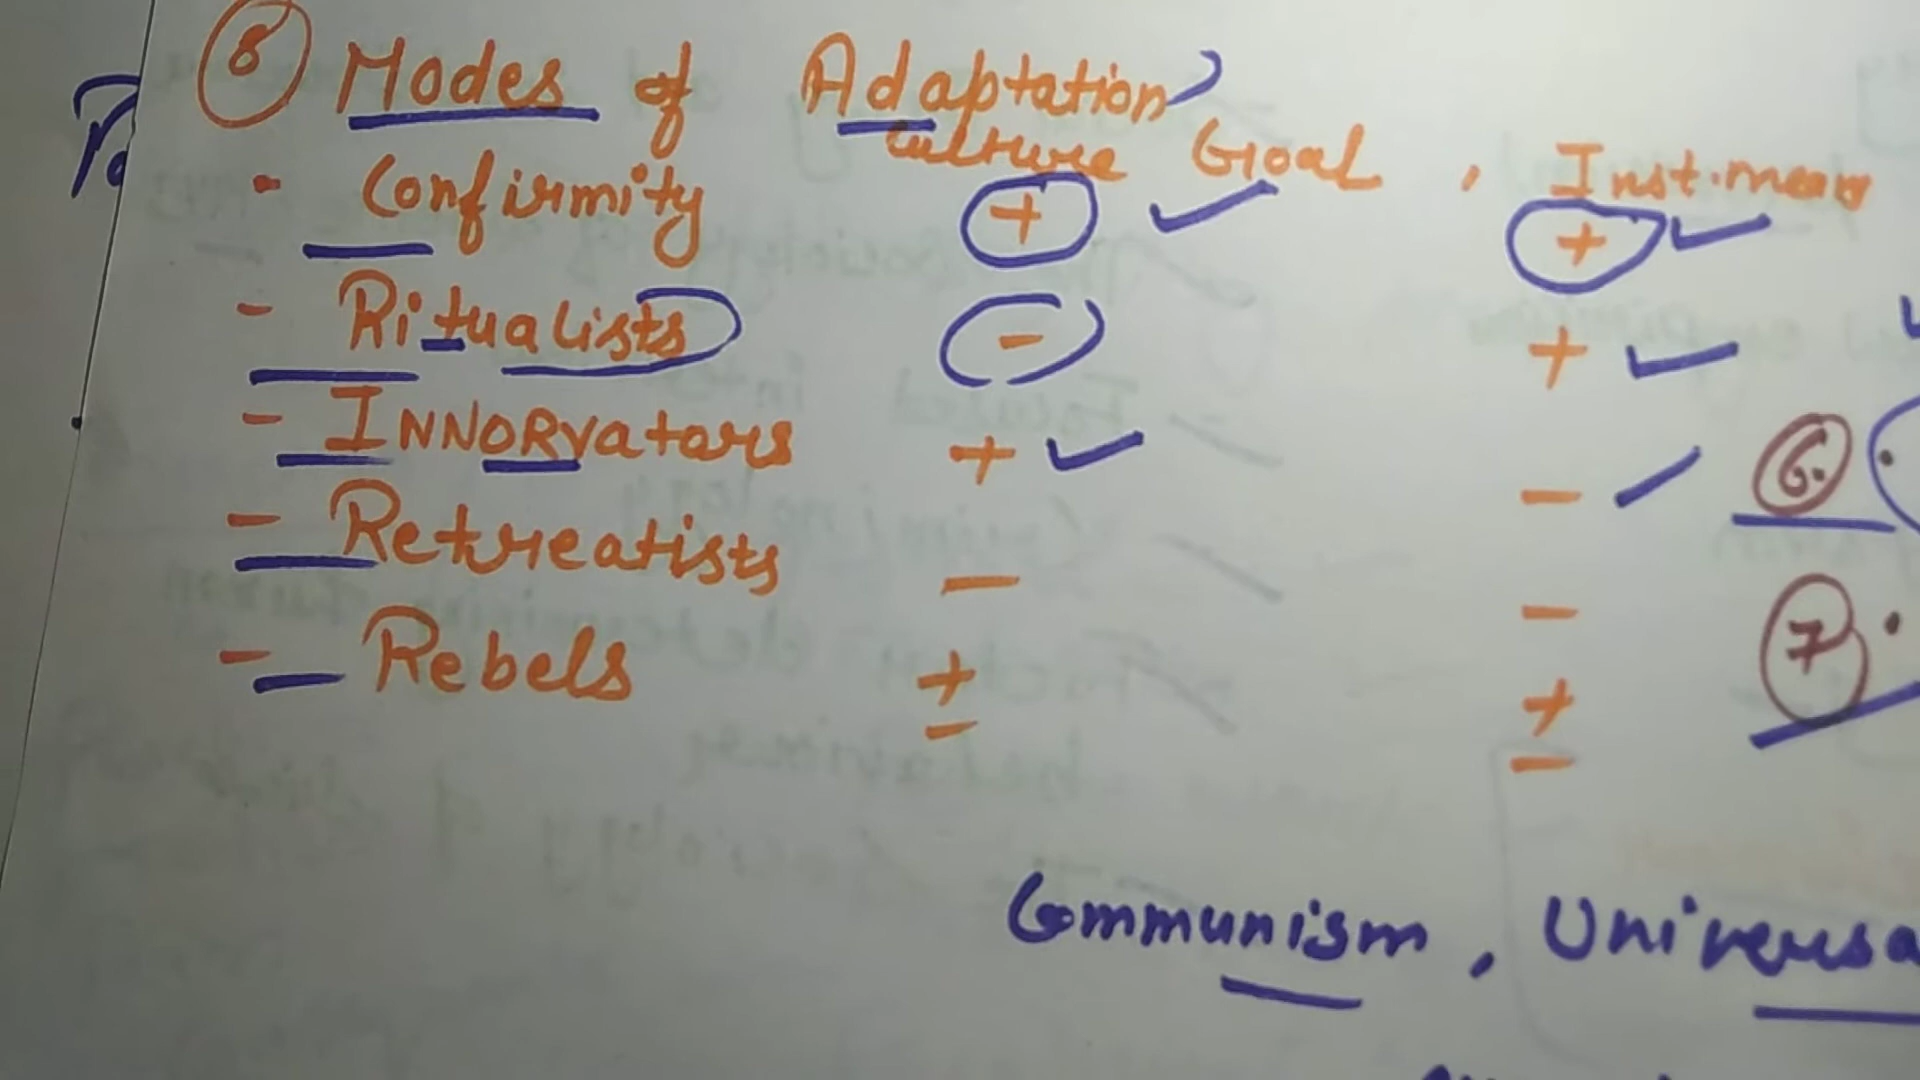 8 Modes of Adaptation
Culture Goal , Inst. means
- Confirmity + +
- Ritualists - +
- INNORvators + -
6.
- Retreatists - -
7.
- Rebels + +
- -
Communism , Universa